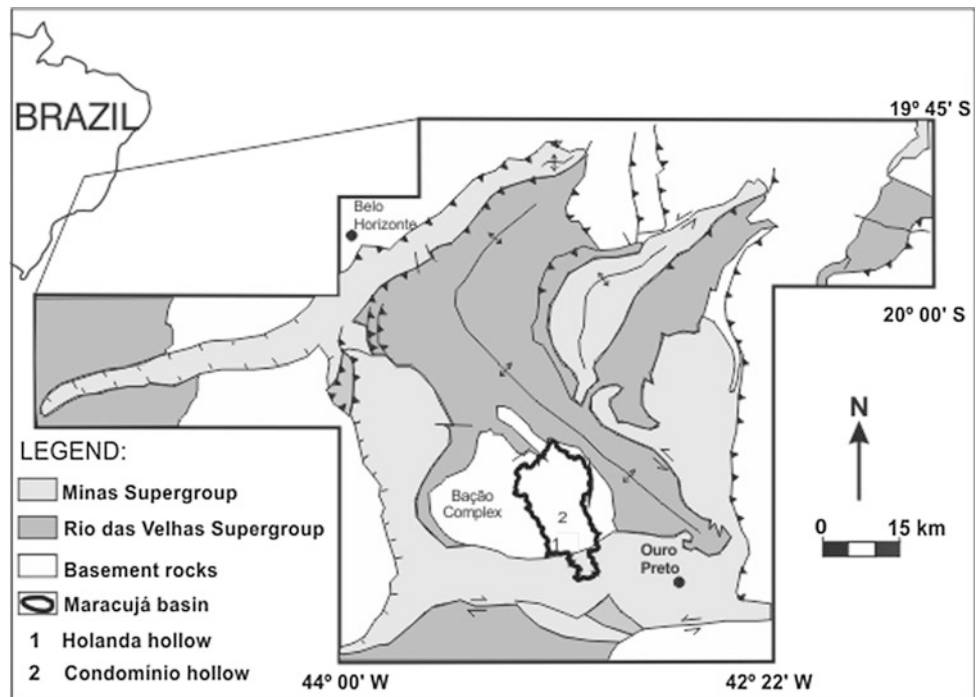 BRAZIL
19º 45' S
Belo
Horizonte
20º 00' S
N
LEGEND:
Minas Supergroup
Bação
Complex
2
0 15 km
Rio das Velhas Supergroup
1
Ouro
Preto
Basement rocks
Maracujá basin
1 Holanda hollow
2 Condomínio hollow
44º 00' W
42º 22' W